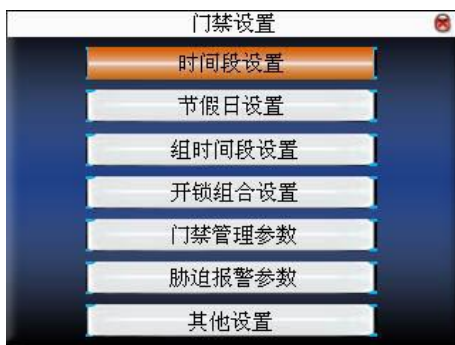 门禁设置
时间段设置
节假日设置
组时间段设置
开锁组合设置
门禁管理参数
胁迫报警参数
其他设置